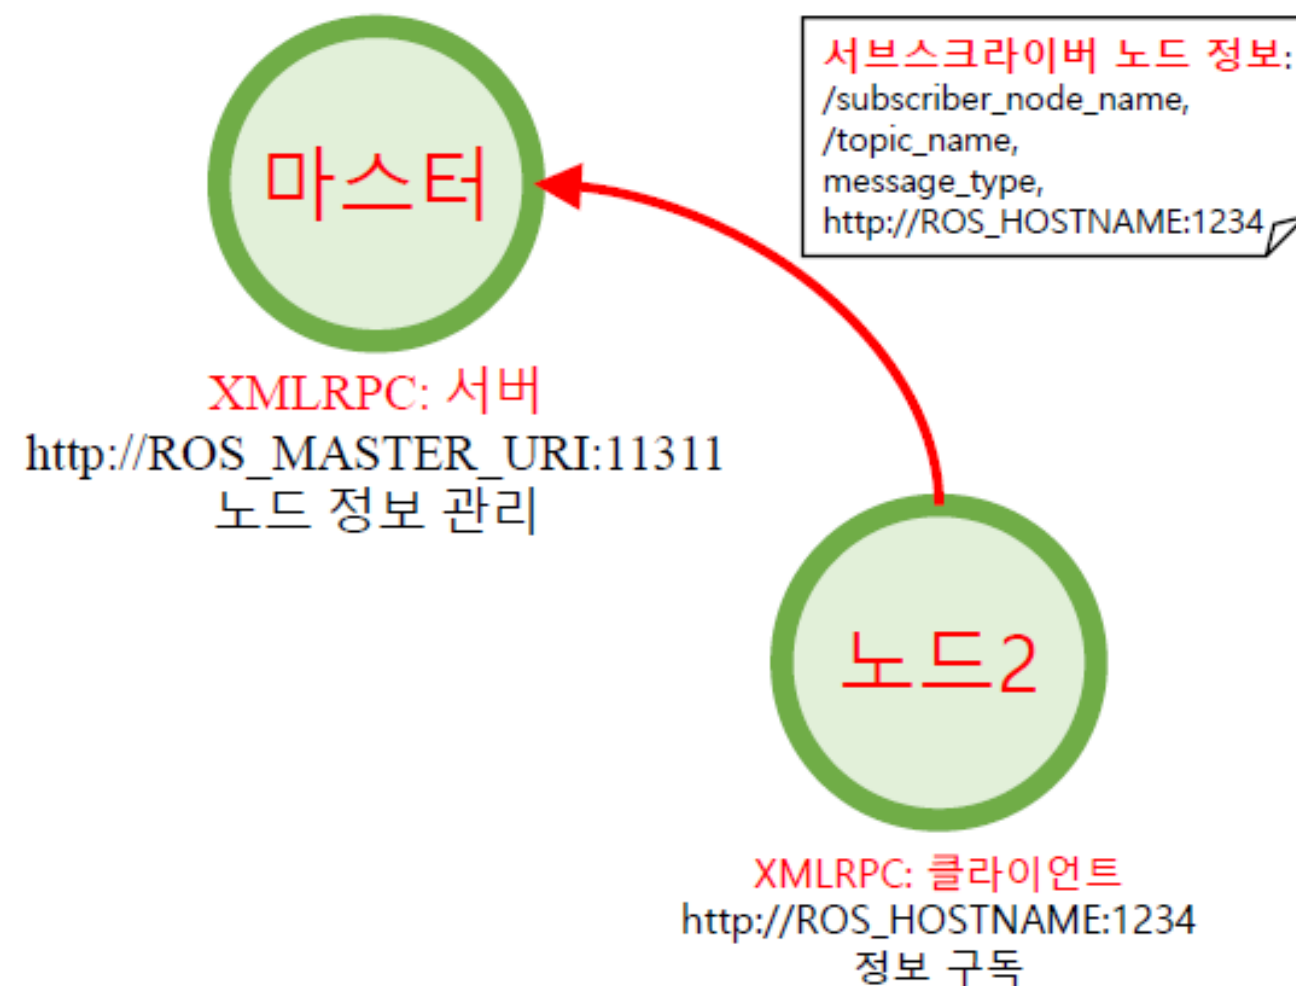 마스터
XMLRPC: 서버
http://ROS_MASTER_URI:11311
노드 정보 관리
서브스크라이버 노드 정보:
/subscriber_node_name,
/topic_name,
message_type,
http://ROS_HOSTNAME:1234
노드2
XMLRPC: 클라이언트
http://ROS_HOSTNAME:1234
정보 구독